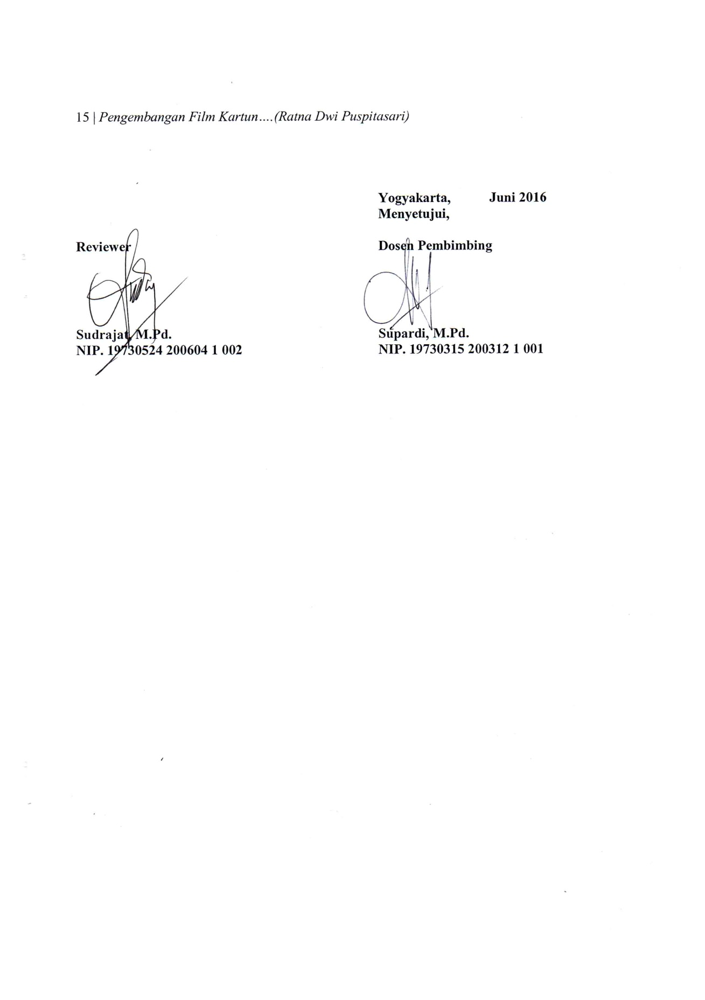 15 | Pengembangan Film Kartun....(Ratna Dwi Puspitasari)
Yogyakarta, Juni 2016
Menyetujui,
Reviewer
Dosen Pembimbing
Sudrajat, M.Pd.
NIP. 19730524 200604 1 002
Supardi, M.Pd.
NIP. 19730315 200312 1 001